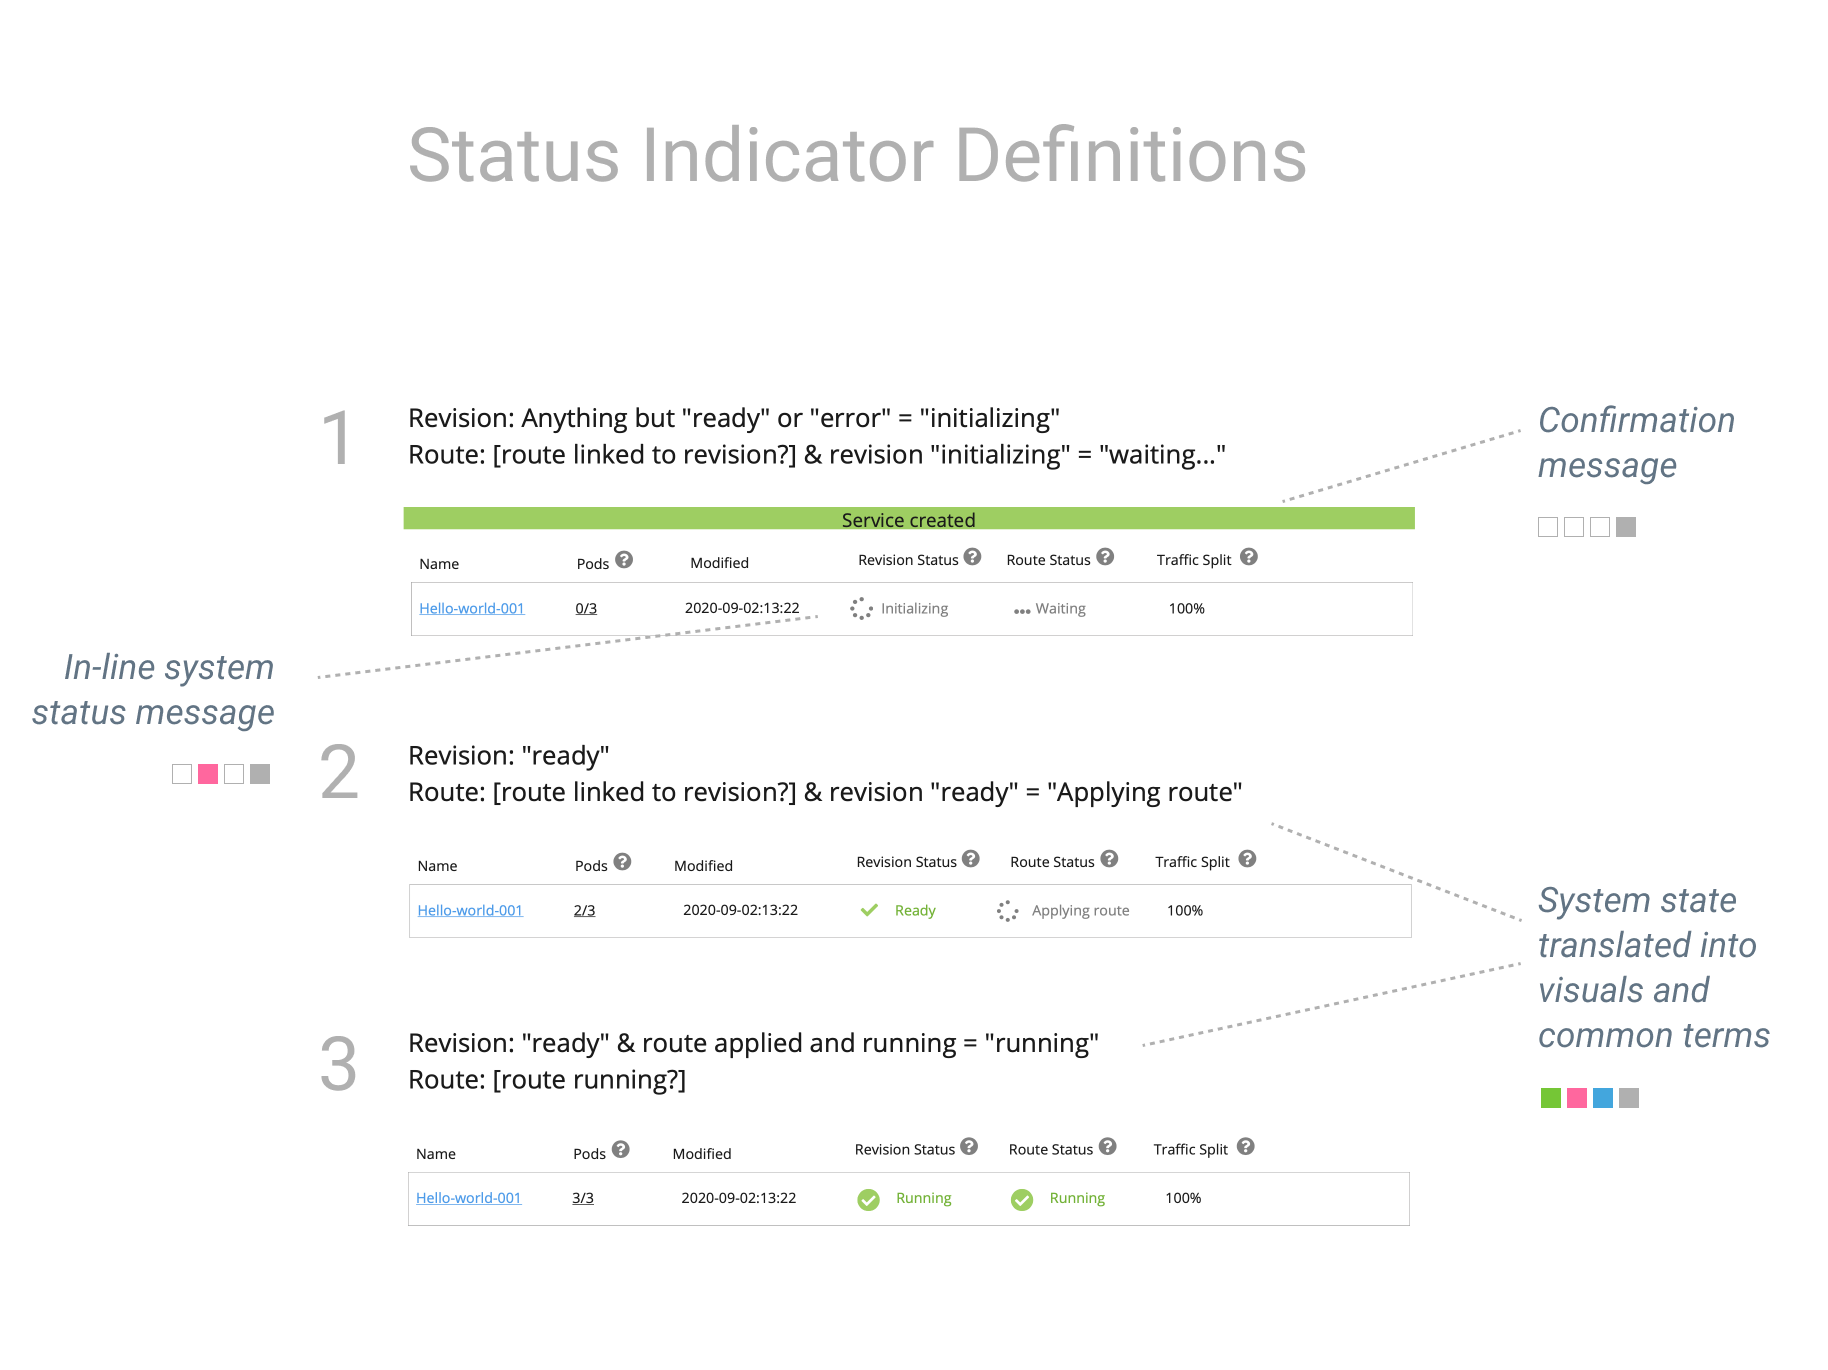 Status Indicator Definitions
1
Revision: Anything but "ready" or "error" = "initializing"
Route: [route linked to revision?] & revision "initializing" = "waiting..."
Confirmation
message
Service created
Name Pods ? Modified Revision Status ? Route Status ? Traffic Split ?
Hello-world-001 0/3 2020-09-02:13:22 Initializing Waiting 100%
In-line system
status message
2
Revision: "ready"
Route: [route linked to revision?] & revision "ready" = "Applying route"
Name Pods ? Modified Revision Status ? Route Status ? Traffic Split ?
Hello-world-001 2/3 2020-09-02:13:22 Ready Applying route 100%
System state
translated into
visuals and
common terms
3
Revision: "ready" & route applied and running = "running"
Route: [route running?]
Name Pods ? Modified Revision Status ? Route Status ? Traffic Split ?
Hello-world-001 3/3 2020-09-02:13:22 Running Running 100%